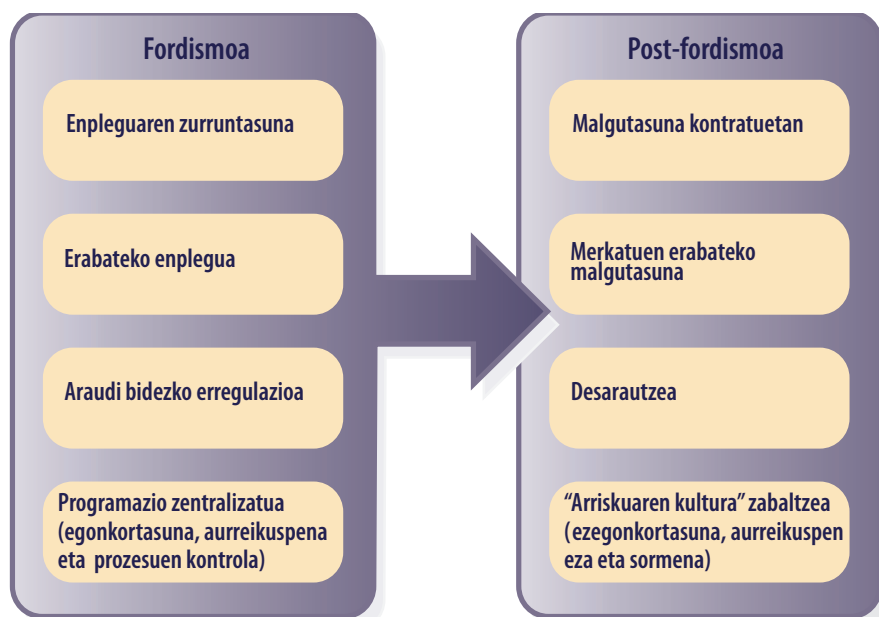 Fordismoa
Enpleguaren zurruntasuna
Erabateko enplegua
Araudi bidezko erregulazioa
Programazio zentralizatua
(egonkortasuna, aurreikuspena
eta prozesuen kontrola)
Post-fordismoa
Malgutasuna kontratuetan
Merkatuen erabateko
malgutasuna
Desarautzea
“Arriskuaren kultura” zabaltzea
(ezegonkortasuna, aurreikuspen
eza eta sormena)